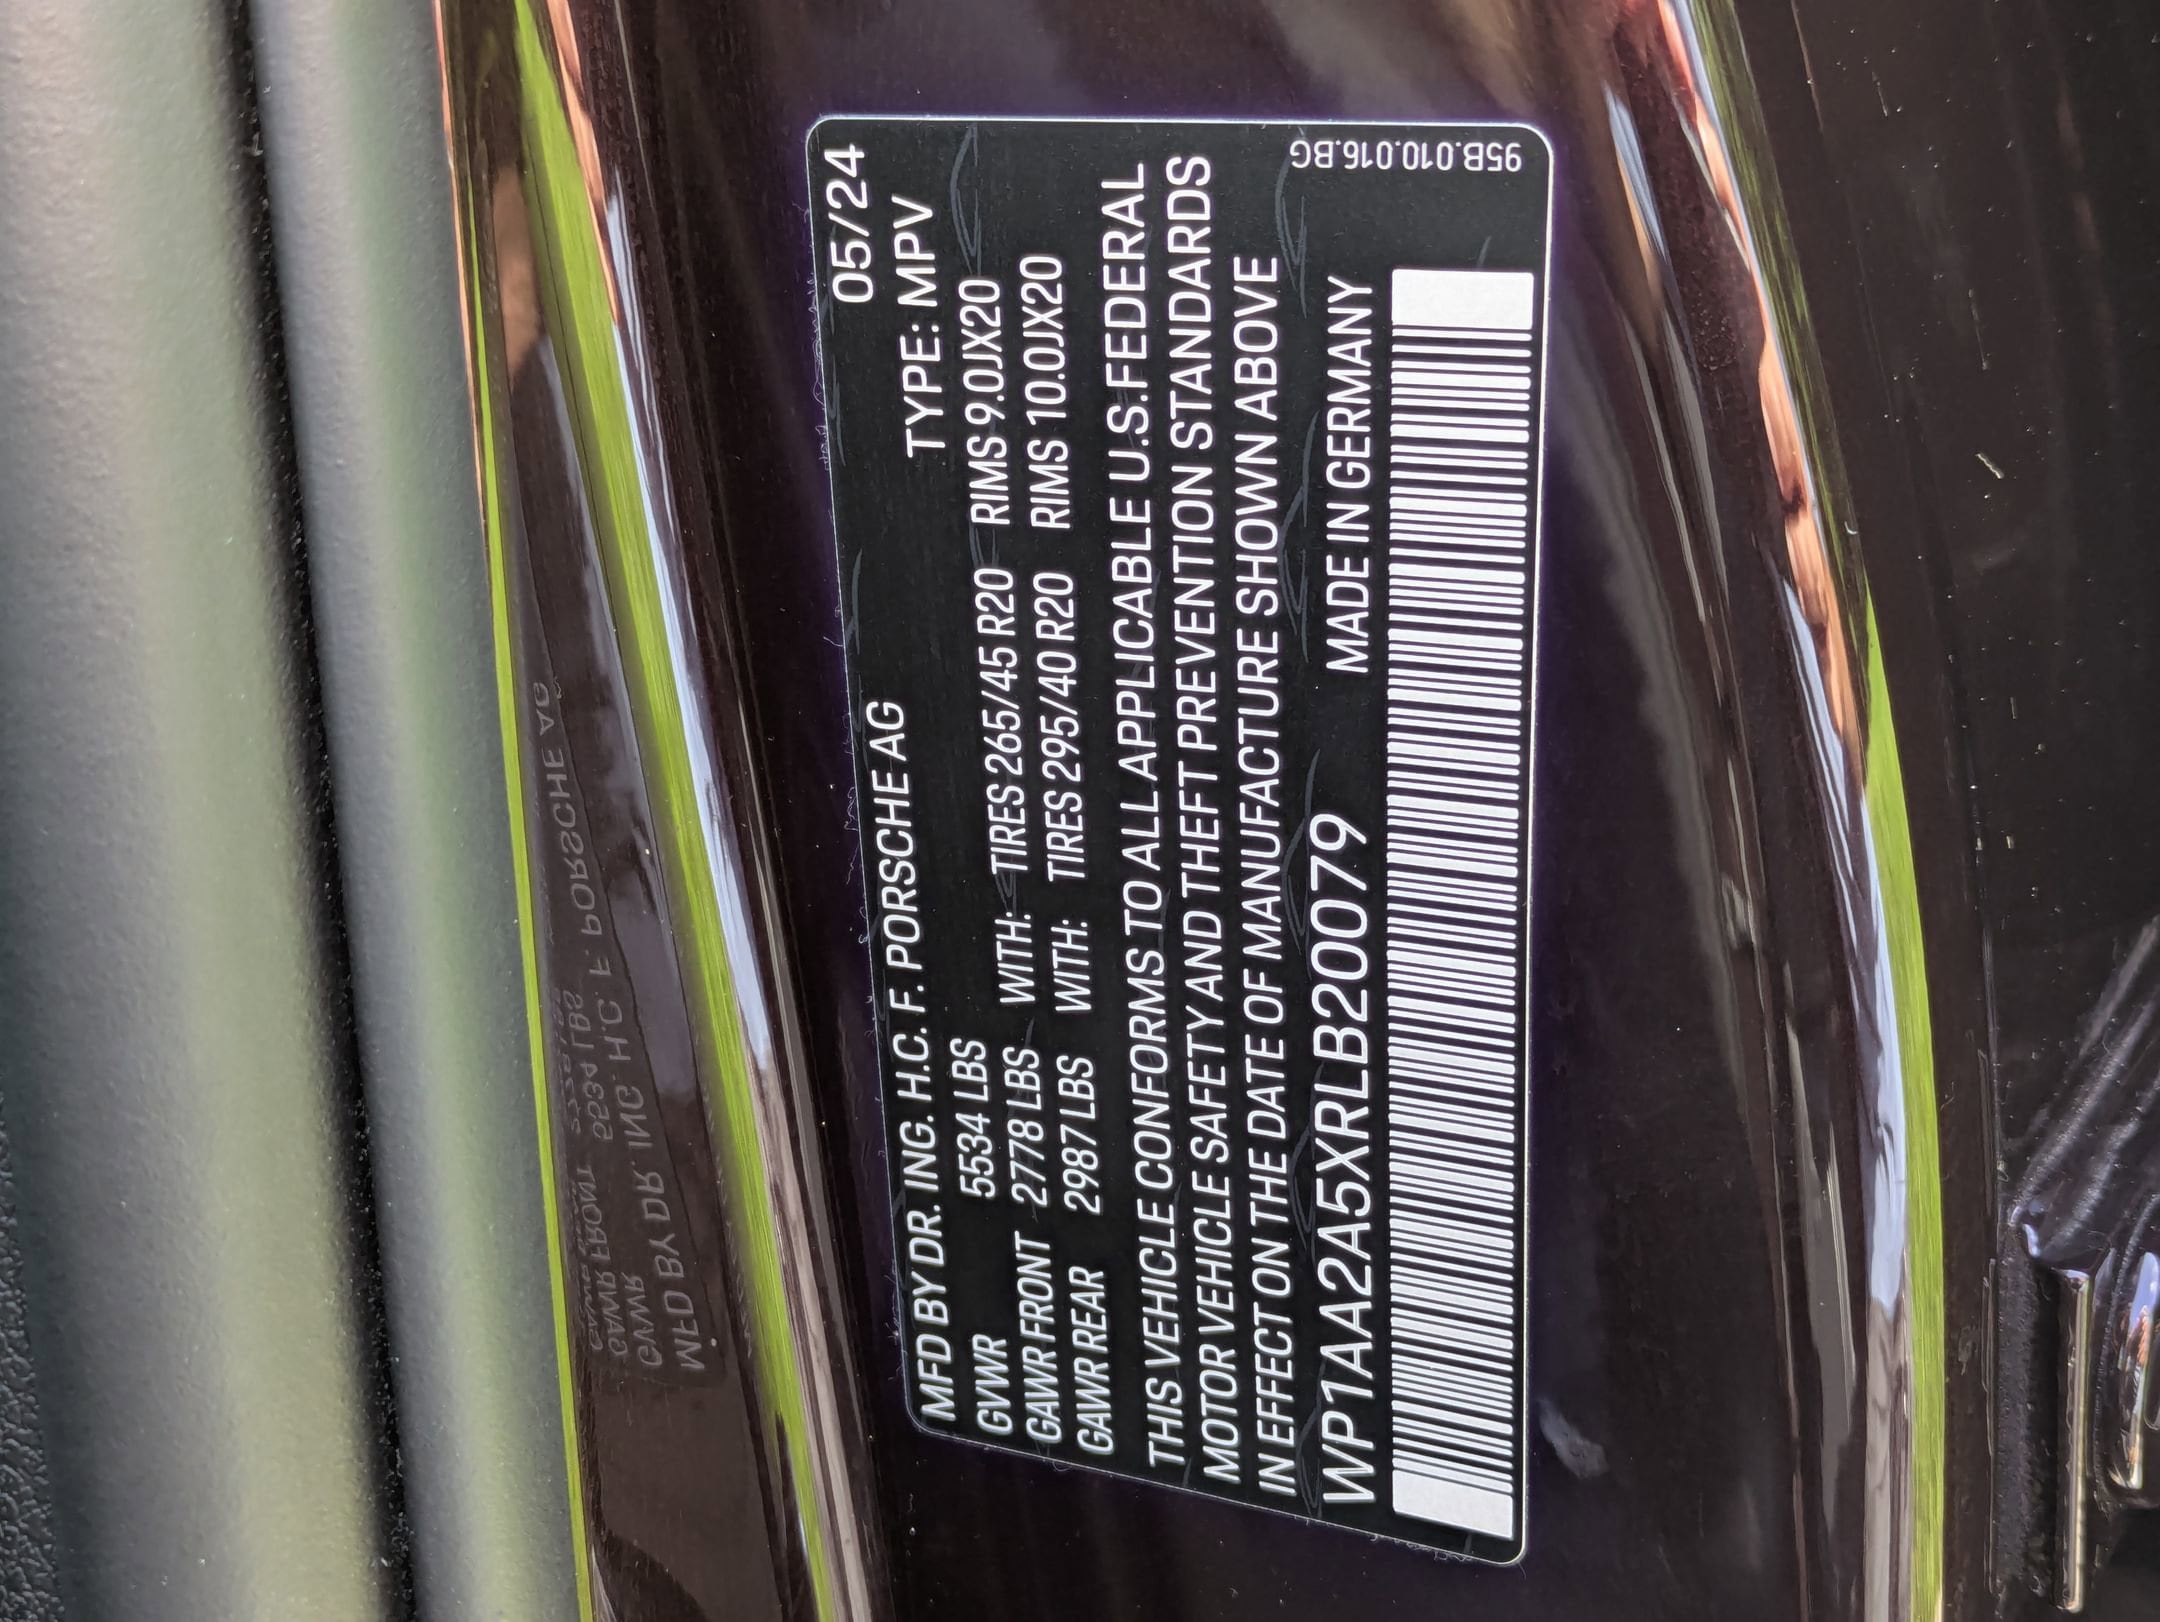 05/24
MFD BY DR. ING. H.C. F. PORSCHE AG TYPE: MPV
GVWR 5534 LBS
GAWR FRONT 2778 LBS WITH: TIRES 265/45 R20 RIMS 9.0JX20
GAWR REAR 2987 LBS WITH: TIRES 295/40 R20 RIMS 10.0JX20
THIS VEHICLE CONFORMS TO ALL APPLICABLE U.S.FEDERAL
MOTOR VEHICLE SAFETY AND THEFT PREVENTION STANDARDS
IN EFFECT ON THE DATE OF MANUFACTURE SHOWN ABOVE
WP1AA2A5XRLB20079 MADE IN GERMANY
95B.010.016.BG